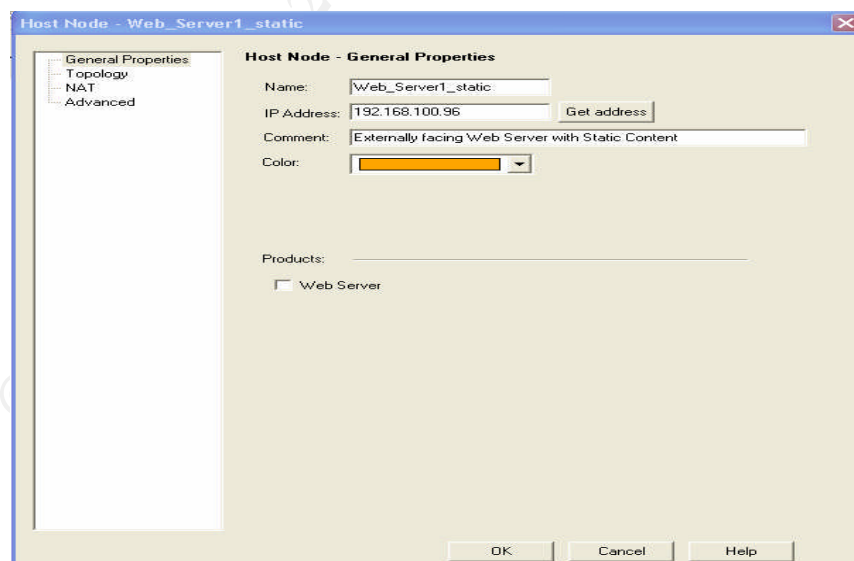 Host Node - Web_Server1_static
General Properties
Topology
NAT
Advanced
Host Node - General Properties
Name: Web_Server1_static
IP Address: 192.168.100.96 Get address
Comment: Externally facing Web Server with Static Content
Color:
Products:
Web Server
OK Cancel Help